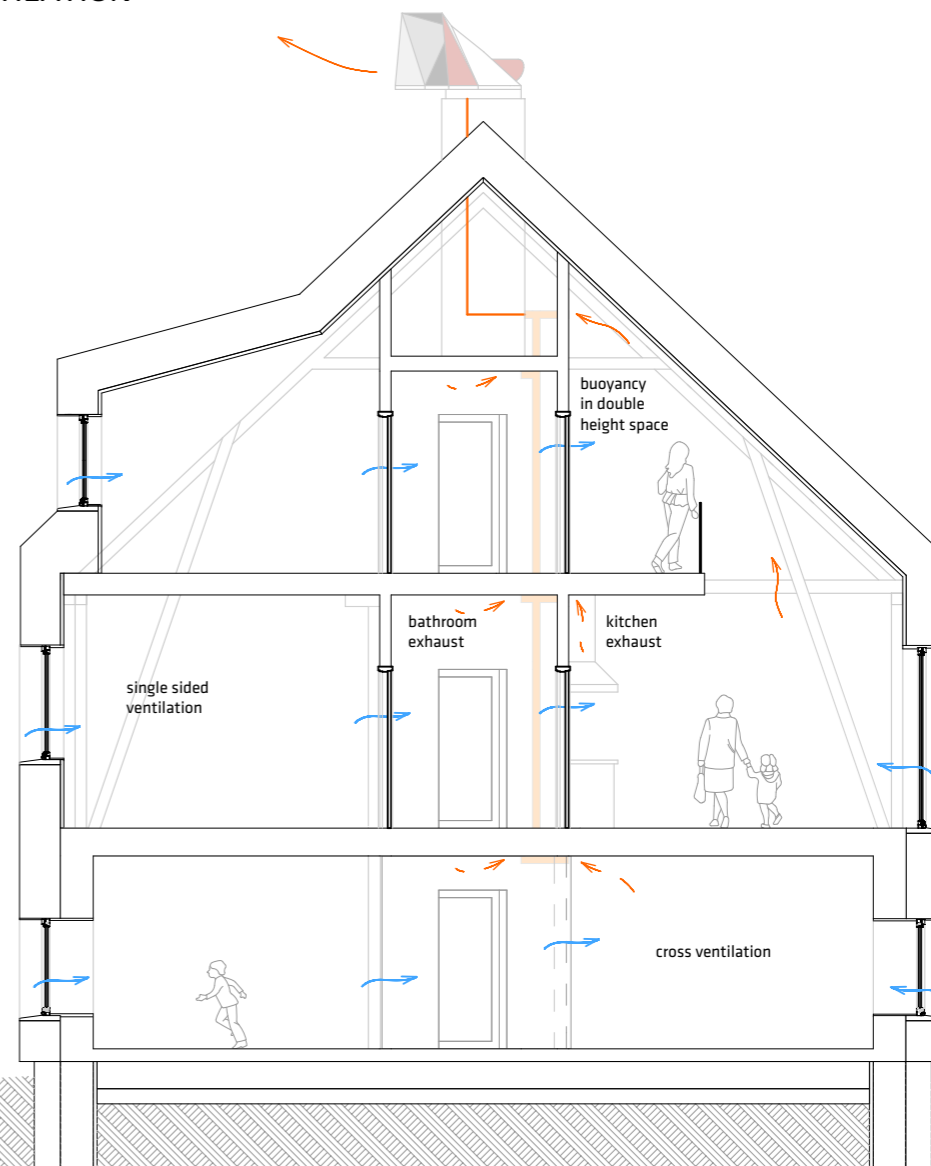 buoyancy
in double
height space
bathroom
exhaust
kitchen
exhaust
single sided
ventilation
cross ventilation